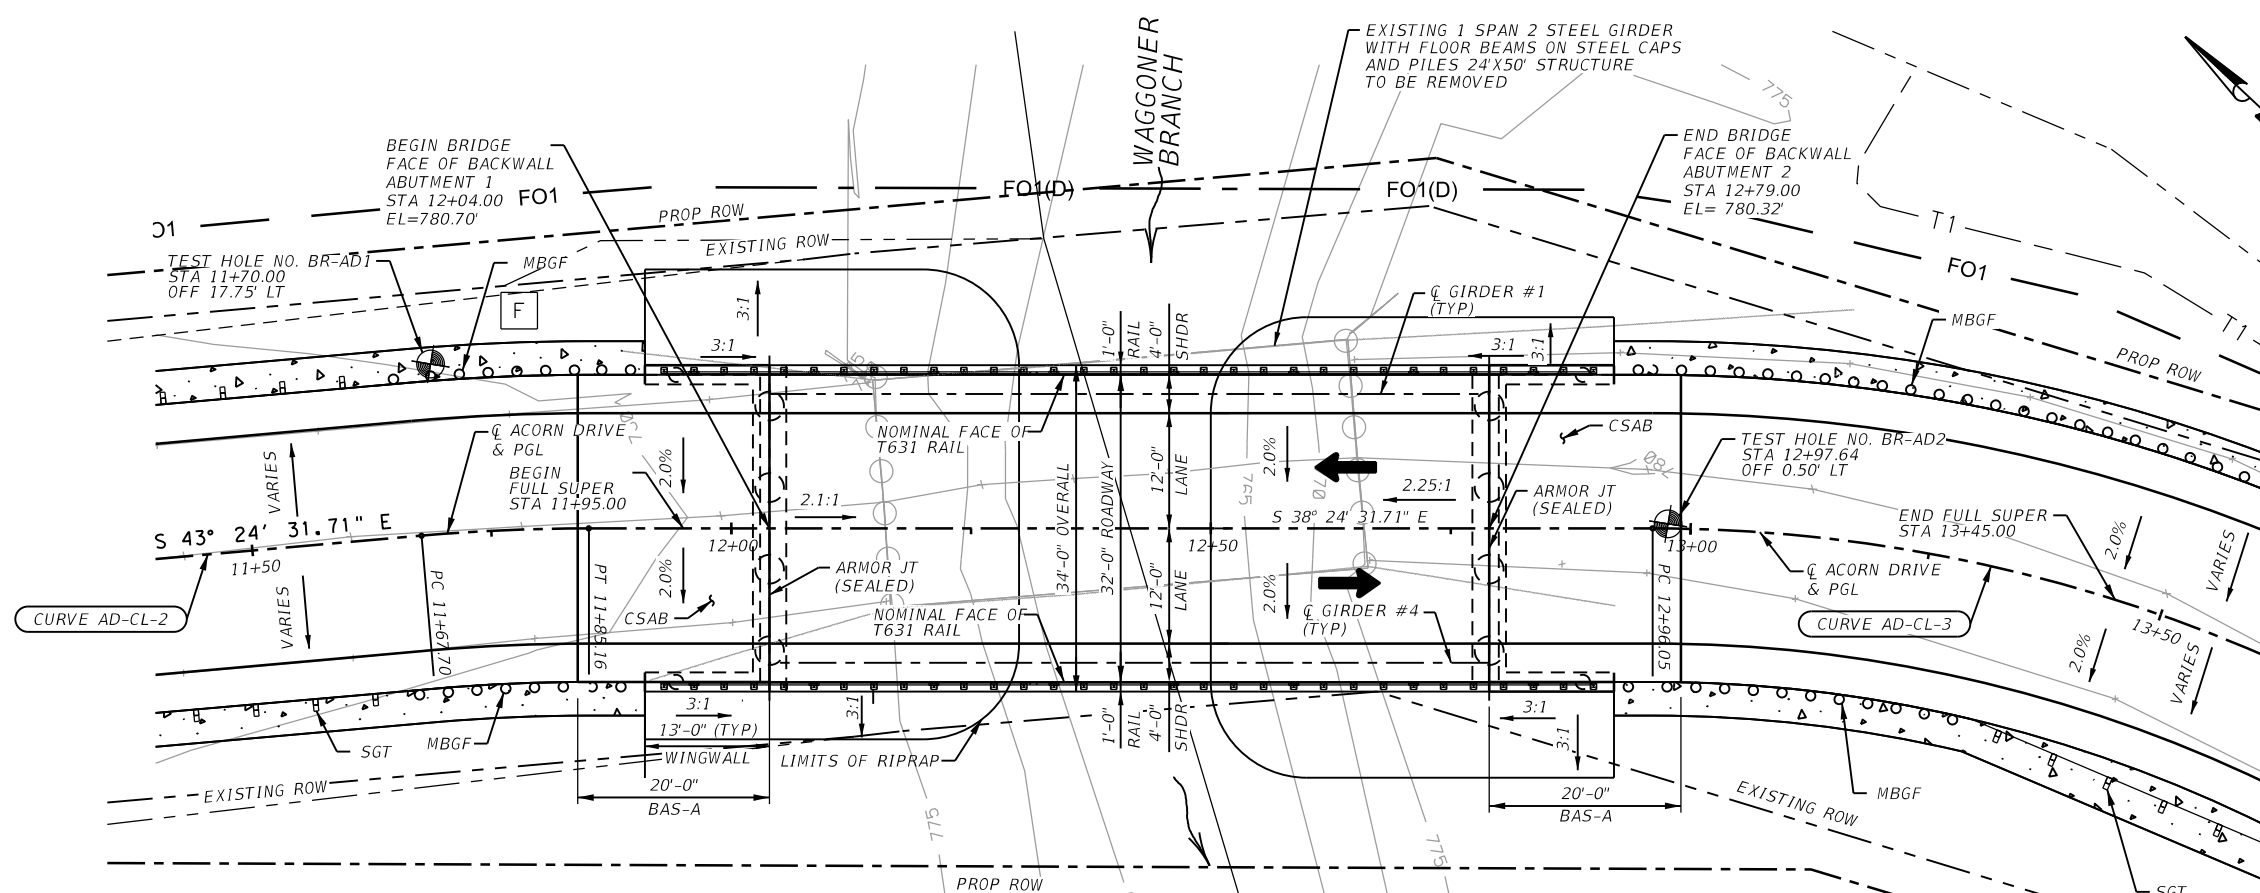 WAGGONER
BRANCH
EXISTING 1 SPAN 2 STEEL GIRDER
WITH FLOOR BEAMS ON STEEL CAPS
AND PILES 24'X50' STRUCTURE
TO BE REMOVED
775
BEGIN BRIDGE
FACE OF BACKWALL
ABUTMENT 1
STA 12+04.00
EL=780.70'
END BRIDGE
FACE OF BACKWALL
ABUTMENT 2
STA 12+79.00
EL= 780.32'
FO1
FO1(D)
FO1(D)
O1
PROP ROW
EXISTING ROW
T1
FO1
T1
TEST HOLE NO. BR-AD1
STA 11+70.00
OFF 17.75' LT
MBGF
F
3:1
3:1
1'-0"
RAIL
4'-0"
SHDR
℄ GIRDER #1
(TYP)
3:1
3:1
MBGF
PROP ROW
℄ ACORN DRIVE
& PGL
BEGIN
FULL SUPER
STA 11+95.00
VARIES
2.0%
NOMINAL FACE OF
T631 RAIL
34'-0" OVERALL
32'-0" ROADWAY
12'-0"
LANE
2.0%
765
CSAB
TEST HOLE NO. BR-AD2
STA 12+97.64
OFF 0.50' LT
2.1:1
2.25:1
ARMOR JT
(SEALED)
S 43° 24' 31.71" E
S 38° 24' 31.71" E
END FULL SUPER
STA 13+45.00
2.0%
VARIES
11+50
12+00
12+50
13+00
13+50
CURVE AD-CL-2
VARIES
PC 11+67.70
PT 11+85.16
2.0%
CSAB
ARMOR JT
(SEALED)
NOMINAL FACE OF
T631 RAIL
12'-0"
LANE
2.0%
℄ GIRDER #4
(TYP)
PC 12+96.05
℄ ACORN DRIVE
& PGL
CURVE AD-CL-3
2.0%
VARIES
3:1
3:1
13'-0" (TYP)
WINGWALL
LIMITS OF RIPRAP
1'-0"
RAIL
4'-0"
SHDR
3:1
3:1
SGT
MBGF
EXISTING ROW
20'-0"
BAS-A
20'-0"
BAS-A
EXISTING ROW
MBGF
775
775
PROP ROW
SGT